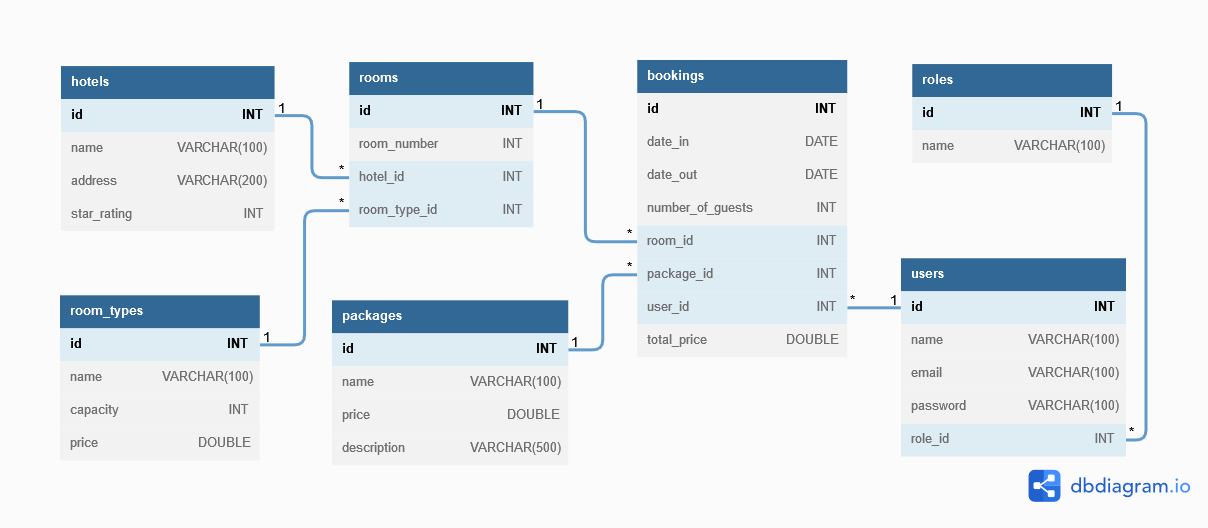 hotels
id INT
name VARCHAR(100)
address VARCHAR(200)
star_rating INT
1
*
rooms
id INT
room_number INT
hotel_id INT
room_type_id INT
1
*
*
bookings
id INT
date_in DATE
date_out DATE
number_of_guests INT
room_id INT
package_id INT
user_id INT
total_price DOUBLE
*
1
roles
id INT
name VARCHAR(100)
1
*
room_types
id INT
name VARCHAR(100)
capacity INT
price DOUBLE
1
packages
id INT
name VARCHAR(100)
price DOUBLE
description VARCHAR(500)
1
*
users
id INT
name VARCHAR(100)
email VARCHAR(100)
password VARCHAR(100)
role_id INT
dbdiagram.io